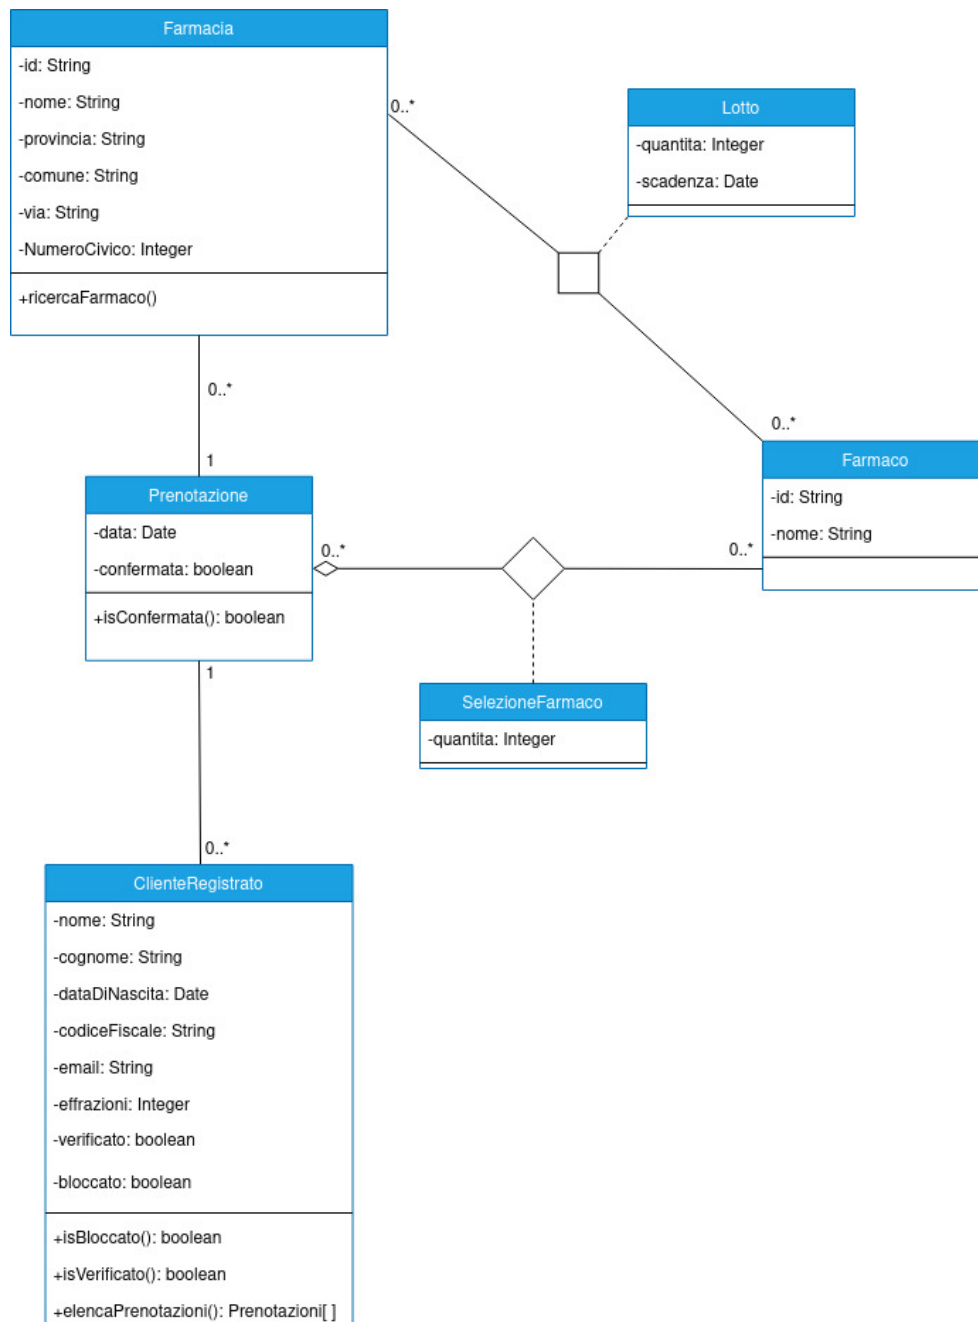 Farmacia
-id: String
-nome: String
-provincia: String
-comune: String
-via: String
-NumeroCivico: Integer
+ricercaFarmaco()
0..*
Lotto
-quantita: Integer
-scadenza: Date
0..*
1
0..*
Farmaco
-id: String
-nome: String
Prenotazione
-data: Date
-confermata: boolean
+isConfermata(): boolean
0..*
0..*
1
SelezioneFarmaco
-quantita: Integer
0..*
ClienteRegistrato
-nome: String
-cognome: String
-dataDiNascita: Date
-codiceFiscale: String
-email: String
-effrazioni: Integer
-verificato: boolean
-bloccato: boolean
+isBloccato(): boolean
+isVerificato(): boolean
+elencaPrenotazioni(): Prenotazioni[ ]